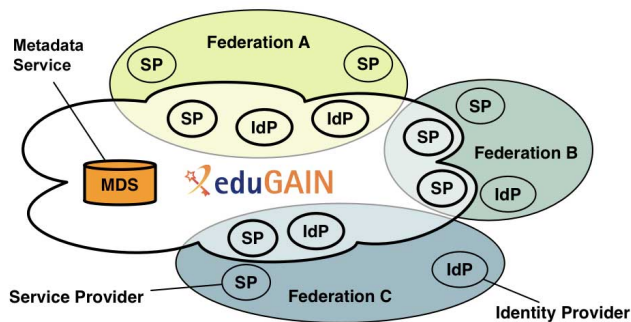 Metadata
Service
Federation A
SP
SP
SP
IdP
IdP
SP
SP
Federation B
SP
IdP
MDS
eduGAIN
SP
IdP
SP
IdP
Federation C
Service Provider
Identity Provider